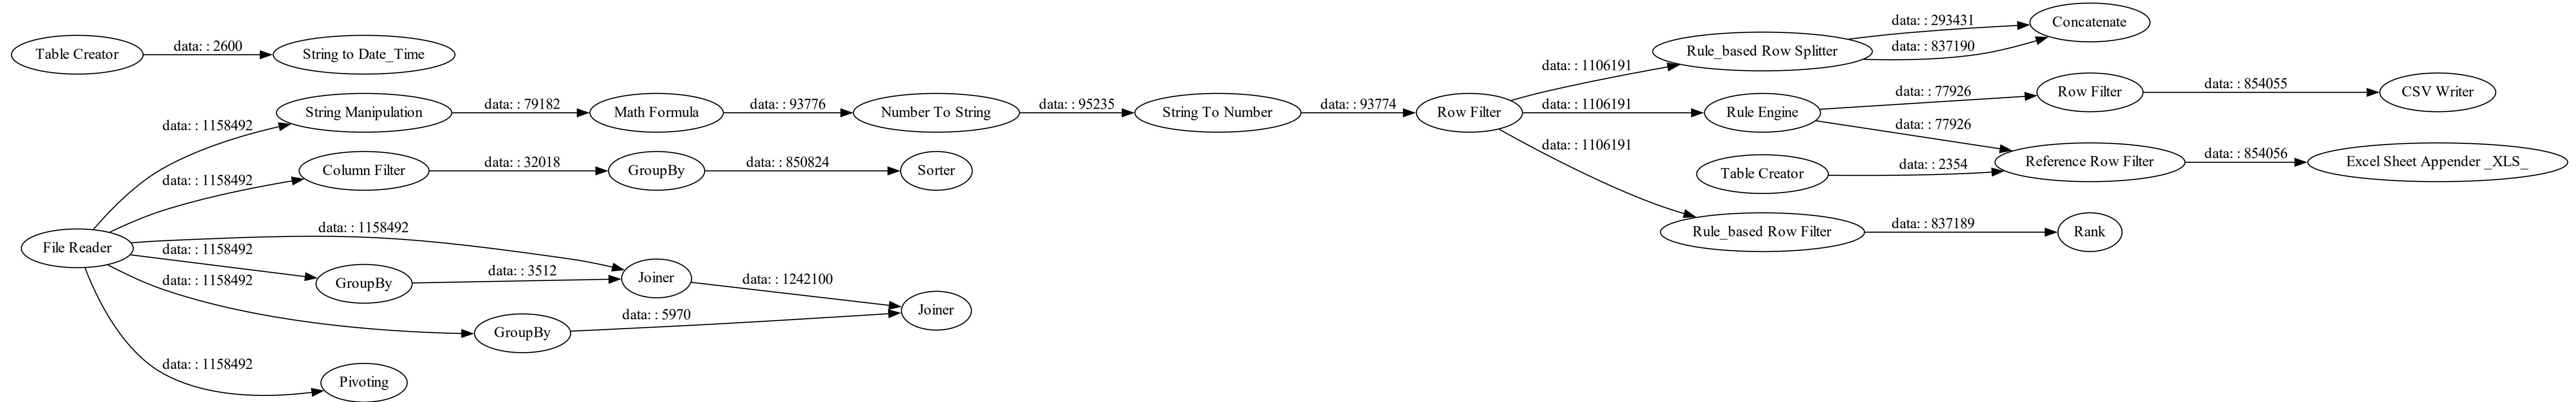 Table Creator
data: : 2600
String to Date_Time
File Reader
data: : 1158492
String Manipulation
data: : 79182
Math Formula
data: : 93776
Number To String
data: : 95235
String To Number
data: : 93774
Row Filter
data: : 1106191
Rule_based Row Splitter
data: : 293431
data: : 837190
Concatenate
data: : 1106191
Rule Engine
data: : 77926
Row Filter
data: : 854055
CSV Writer
data: : 77926
Table Creator
data: : 2354
Reference Row Filter
data: : 854056
Excel Sheet Appender _XLS_
data: : 1106191
Rule_based Row Filter
data: : 837189
Rank
data: : 1158492
Column Filter
data: : 32018
GroupBy
data: : 850824
Sorter
data: : 1158492
data: : 1158492
GroupBy
data: : 3512
Joiner
data: : 1242100
data: : 1158492
GroupBy
data: : 5970
Joiner
data: : 1158492
Pivoting